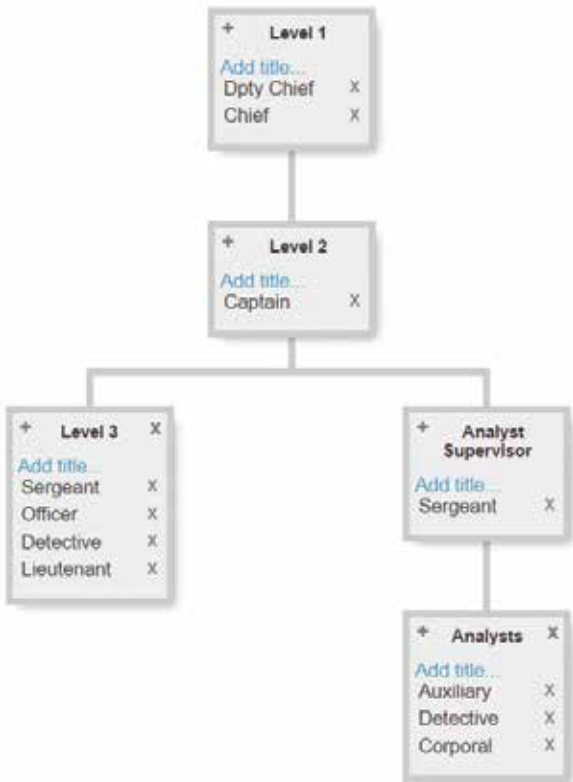 + Level 1
Add title...
Dpty Chief x
Chief x
+ Level 2
Add title...
Captain x
+ Level 3 x
Add title...
Sergeant x
Officer x
Detective x
Lieutenant x
+ Analyst
Supervisor
Add title...
Sergeant x
+ Analysts x
Add title...
Auxiliary x
Detective x
Corporal x